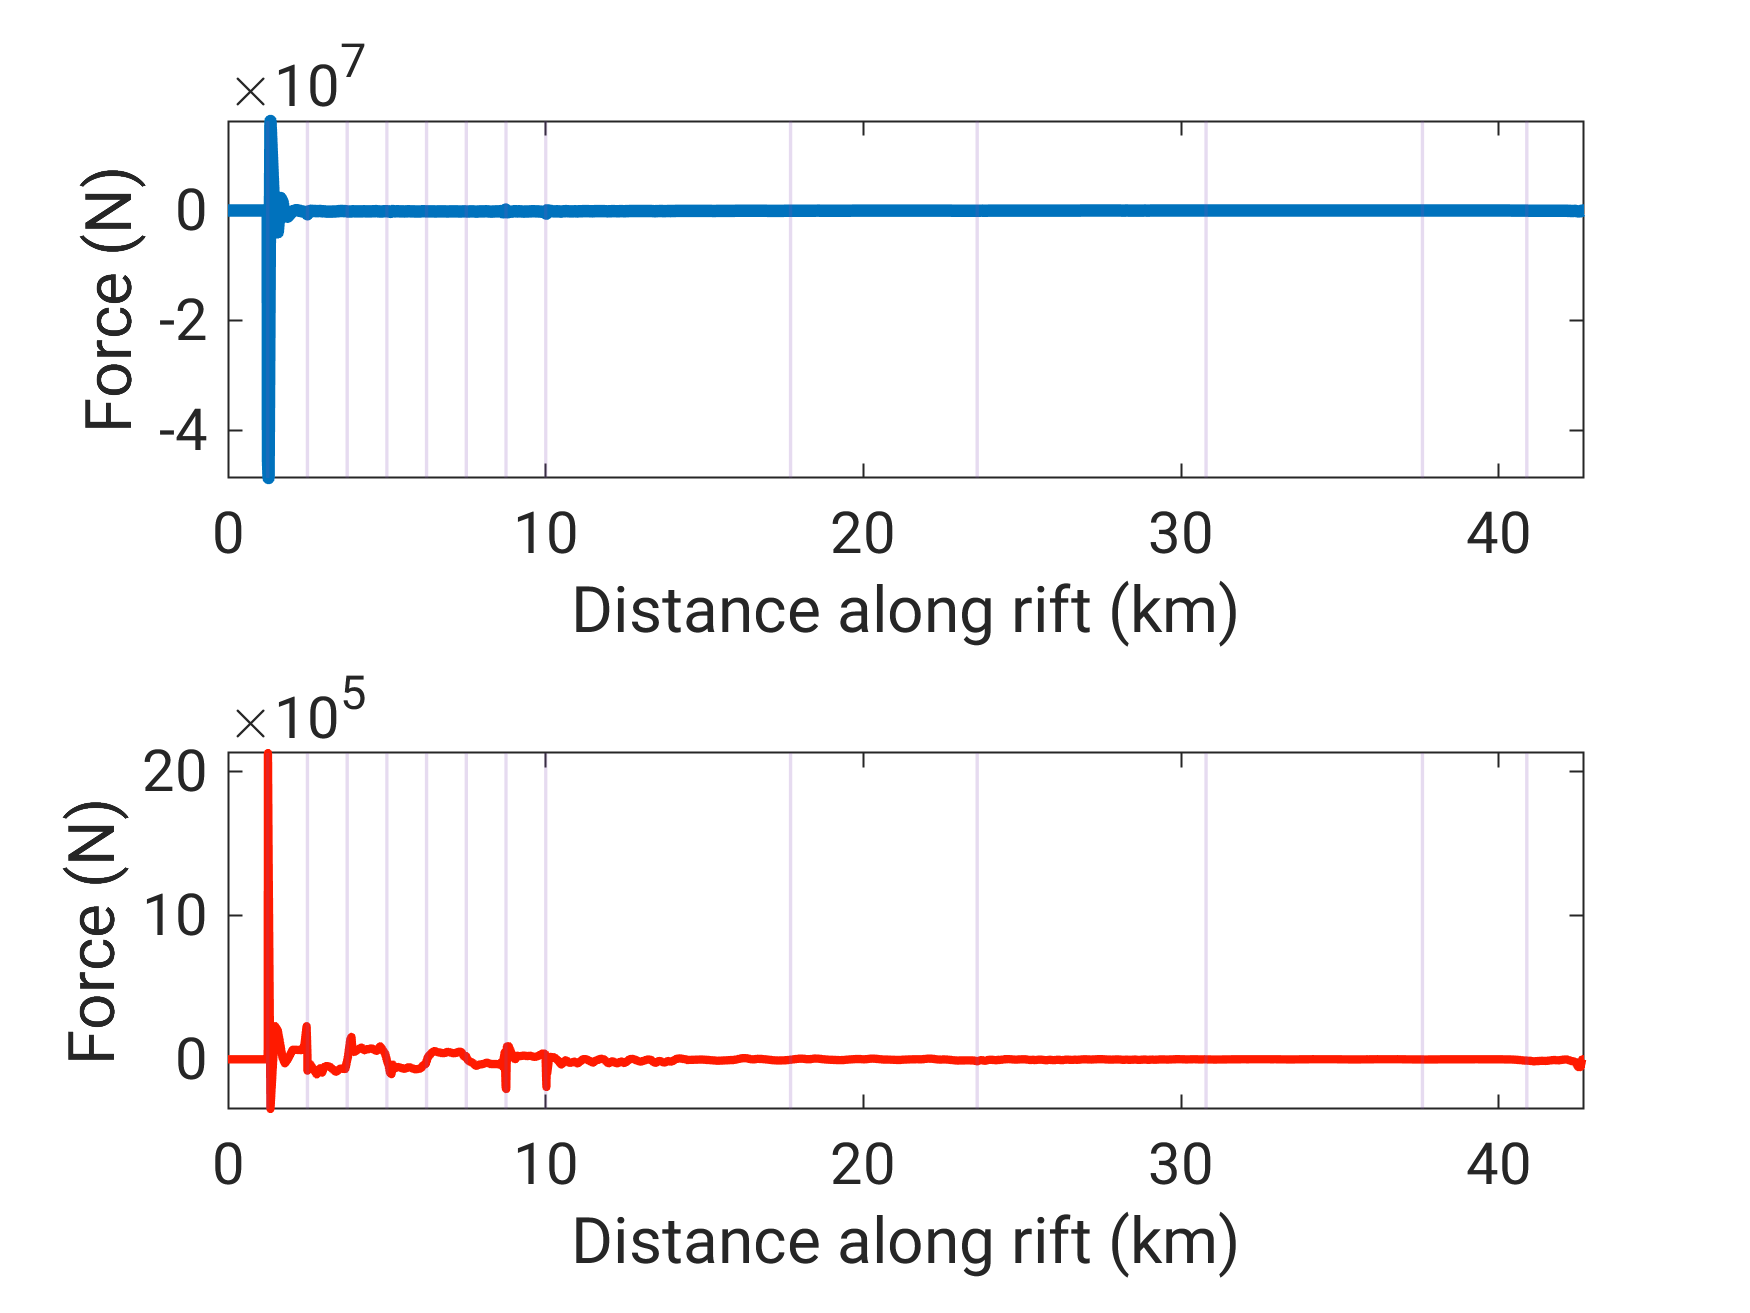 ×10⁷
Force (N)
0
-2
-4
0 10 20 30 40
Distance along rift (km)
×10⁵
Force (N)
20
10
0
0 10 20 30 40
Distance along rift (km)